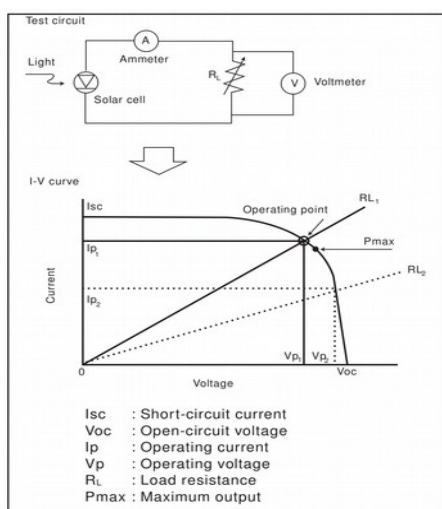 Test circuit
A
Ammeter
Light
RL
V
Voltmeter
Solar cell
I-V curve
Isc
Operating point
RL1
Ip1
Pmax
Current
Ip2
RL2
0
Vp1
Vp2
Voc
Voltage
Isc : Short-circuit current
Voc : Open-circuit voltage
Ip : Operating current
Vp : Operating voltage
RL : Load resistance
Pmax : Maximum output